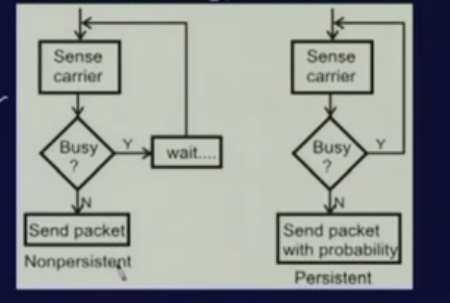 Sense
carrier
Busy
?
Y
wait....
N
Send packet
Nonpersistent
Sense
carrier
Busy
?
Y
N
Send packet
with probability
Persistent